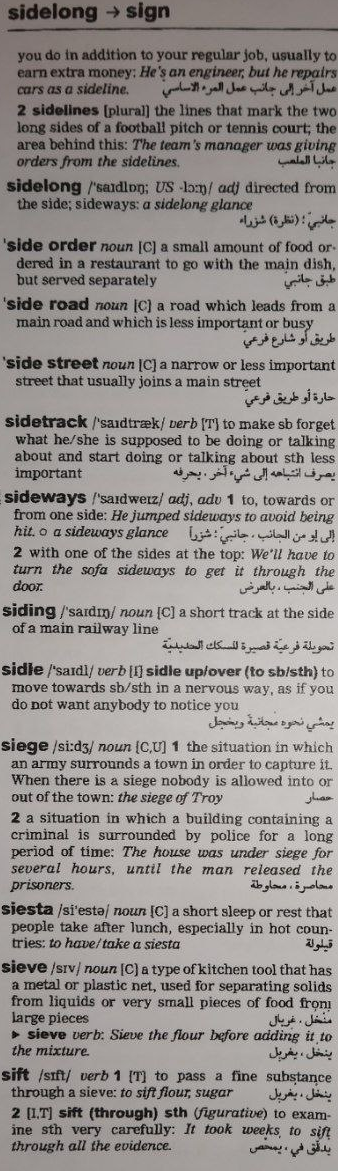 sidelong → sign
you do in addition to your regular job, usually to
earn extra money: He's an engineer, but he repairs
cars as a sideline. عمل آخر إلى جانب عمل المرء الأساسي
2 sidelines [plural] the lines that mark the two
long sides of a football pitch or tennis court; the
area behind this: The team's manager was giving
orders from the sidelines. جانبا الملعب
sidelong /ˈsaɪdlɒŋ; US -lɔːŋ/ adj directed from
the side; sideways: a sidelong glance
جانبيّ؛ (نظرة) شزراء
ˈside order noun [C] a small amount of food or-
dered in a restaurant to go with the main dish,
but served separately طبق جانبي
ˈside road noun [C] a road which leads from a
main road and which is less important or busy
طريق أو شارع فرعيّ
ˈside street noun [C] a narrow or less important
street that usually joins a main street
حارة أو طريق فرعيّ
sidetrack /ˈsaɪdtræk/ verb [T] to make sb forget
what he/she is supposed to be doing or talking
about and start doing or talking about sth less
important يصرف انتباهه إلى شيء آخر، يحرفه
sideways /ˈsaɪdweɪz/ adj, adv 1 to, towards or
from one side: He jumped sideways to avoid being
hit. ○ a sideways glance إلى أو من الجانب، جانبيّ؛ شزراً
2 with one of the sides at the top: We'll have to
turn the sofa sideways to get it through the
door. على الجنب، بالعرض
siding /ˈsaɪdɪŋ/ noun [C] a short track at the side
of a main railway line
تحويلة فرعيّة قصيرة للسكك الحديديّة
sidle /ˈsaɪdl/ verb [I] sidle up/over (to sb/sth) to
move towards sb/sth in a nervous way, as if you
do not want anybody to notice you
يمشي نحوه مجانبةً وبخجل
siege /siːdʒ/ noun [C,U] 1 the situation in which
an army surrounds a town in order to capture it.
When there is a siege nobody is allowed into or
out of the town: the siege of Troy حصار
2 a situation in which a building containing a
criminal is surrounded by police for a long
period of time: The house was under siege for
several hours, until the man released the
prisoners. محاصرة، محاوطة
siesta /siˈestə/ noun [C] a short sleep or rest that
people take after lunch, especially in hot coun-
tries: to have/take a siesta قيلولة
sieve /sɪv/ noun [C] a type of kitchen tool that has
a metal or plastic net, used for separating solids
from liquids or very small pieces of food from
large pieces منخل، غربال
▶ sieve verb: Sieve the flour before adding it to
the mixture. ينخل، يغربل
sift /sɪft/ verb 1 [T] to pass a fine substance
through a sieve: to sift flour, sugar ينخل، يغربل
2 [I,T] sift (through) sth (figurative) to exam-
ine sth very carefully: It took weeks to sift
through all the evidence. يدقّق في، يمحّص